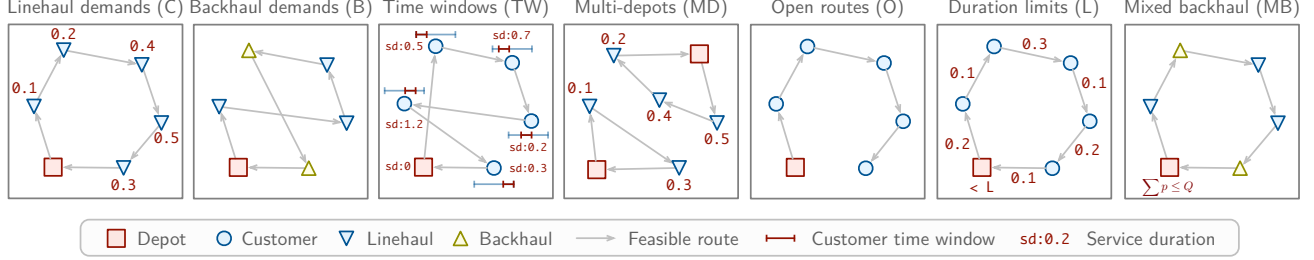 Linehaul demands (C)
Backhaul demands (B)
Time windows (TW)
Multi-depots (MD)
Open routes (O)
Duration limits (L)
Mixed backhaul (MB)
0.2
0.4
0.1
0.5
0.3
sd:0.5
sd:0.7
sd:1.2
sd:0.2
sd:0
sd:0.3
0.2
0.1
0.4
0.5
0.3
0.3
0.1
0.1
0.2
0.2
0.1
< L
∑ p ≤ Q
Depot
Customer
Linehaul
Backhaul
Feasible route
Customer time window
sd:0.2
Service duration